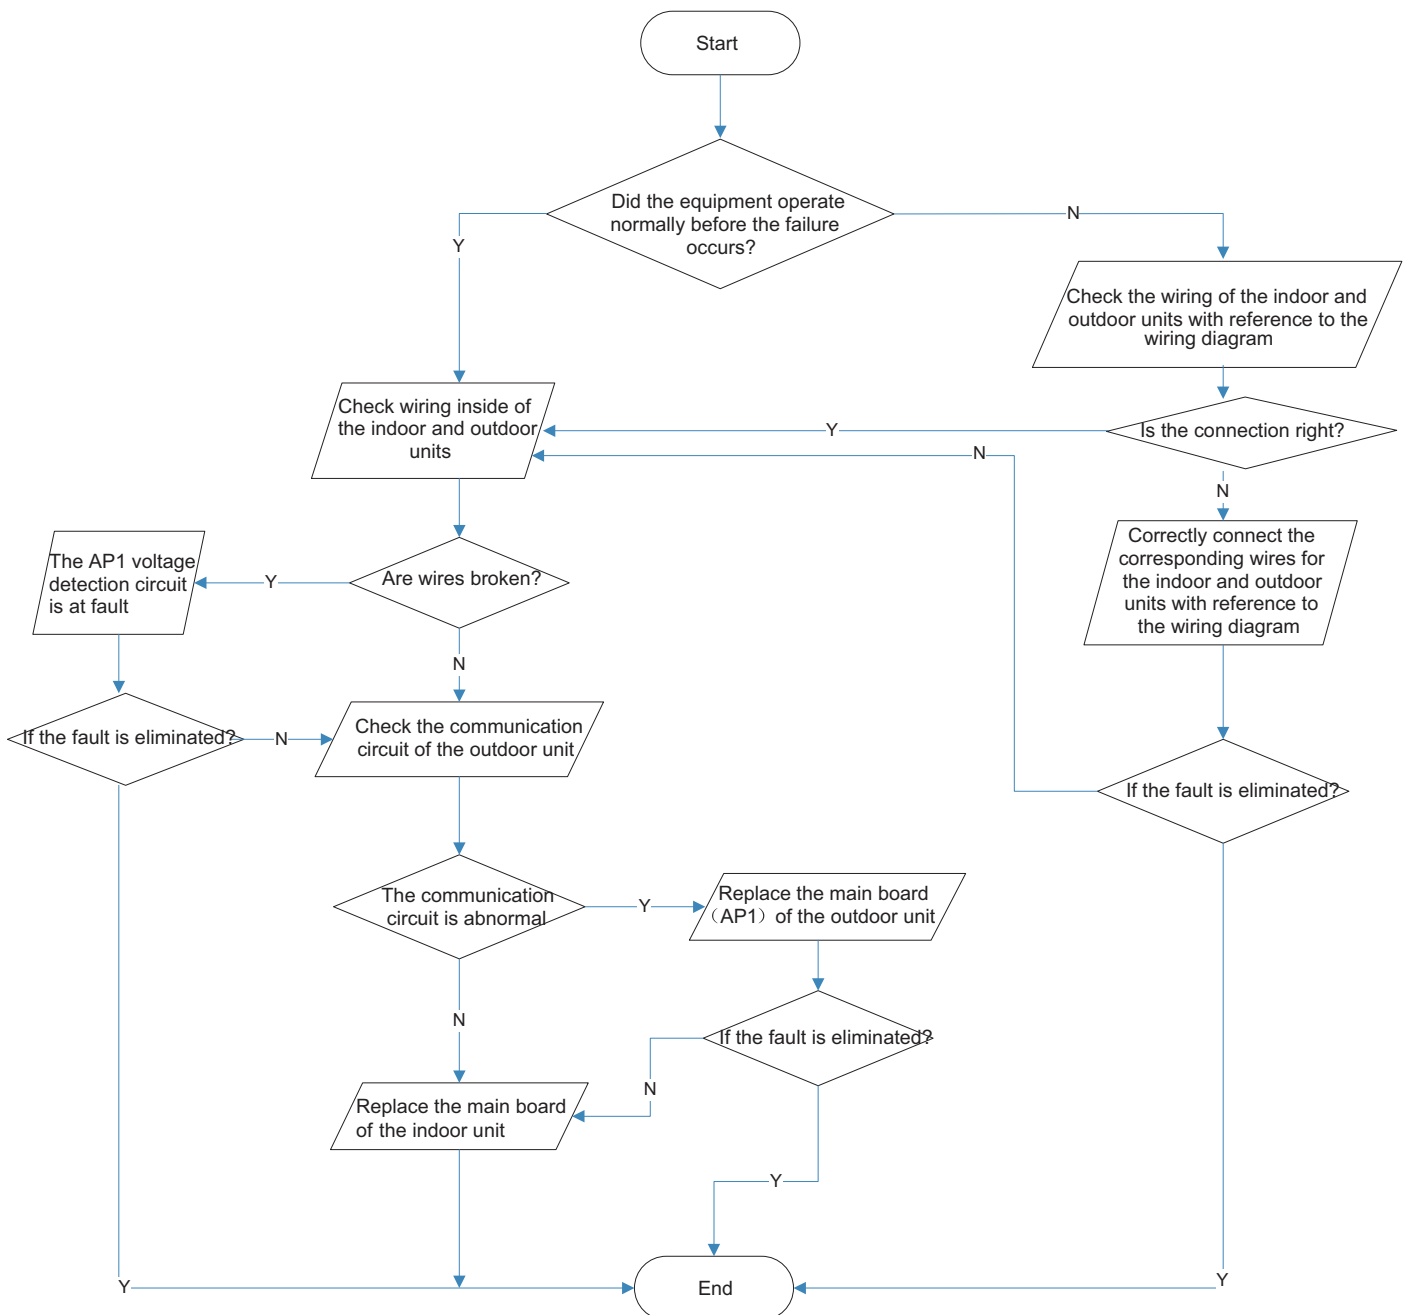 Start
Did the equipment operate
normally before the failure
occurs?
Y
N
Check the wiring of the indoor and
outdoor units with reference to the
wiring diagram
Check wiring inside of
the indoor and outdoor
units
Y
Is the connection right?
N
N
The AP1 voltage
detection circuit
is at fault
Y
Are wires broken?
Correctly connect the
corresponding wires for
the indoor and outdoor
units with reference to
the wiring diagram
N
If the fault is eliminated?
N
Check the communication
circuit of the outdoor unit
If the fault is eliminated?
The communication
circuit is abnormal
Y
Replace the main board
（AP1）of the outdoor unit
N
If the fault is eliminated?
N
Replace the main board
of the indoor unit
Y
Y
End
Y